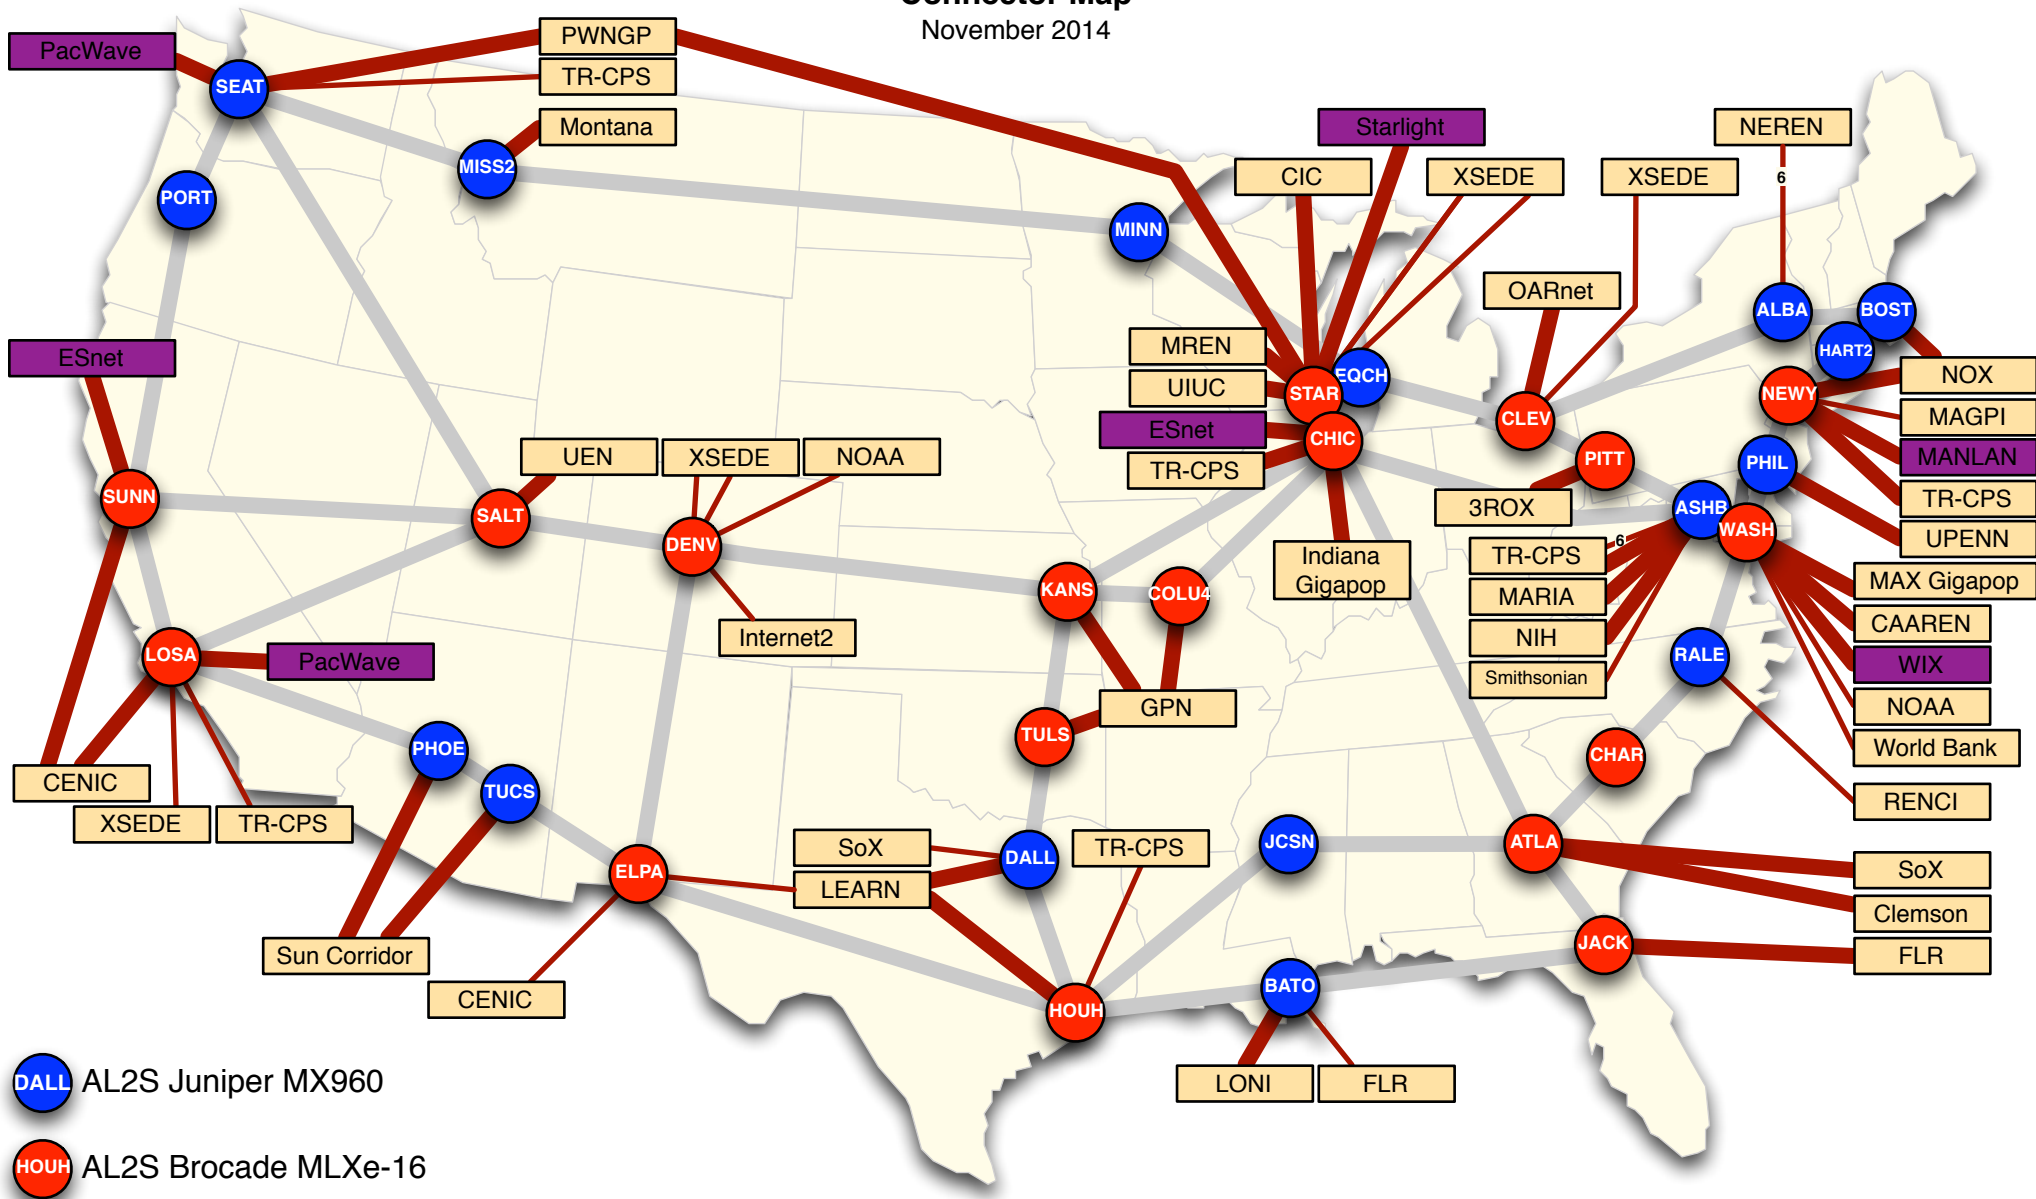 Connector Map
November 2014
PacWave
SEAT
PWNGP
TR-CPS
Montana
MISS2
PORT
MINN
Starlight
CIC
XSEDE
XSEDE
NEREN
6
OARnet
ALBA
BOST
HART2
ESnet
MREN
UIUC
ESnet
TR-CPS
STAR
EQCH
CHIC
CLEV
NEWY
NOX
MAGPI
MANLAN
TR-CPS
UPENN
PITT
PHIL
3ROX
ASHB
WASH
UEN
XSEDE
NOAA
SUNN
SALT
DENV
KANS
COLU4
Indiana
Gigapop
TR-CPS
6
MARIA
NIH
Smithsonian
MAX Gigapop
CAAREN
WIX
NOAA
World Bank
RENCI
RALE
Internet2
LOSA
PacWave
GPN
TULS
PHOE
TUCS
CHAR
CENIC
XSEDE
TR-CPS
SoX
LEARN
DALL
TR-CPS
JCSN
ATLA
ELPA
SoX
Clemson
FLR
JACK
Sun Corridor
CENIC
HOUH
BATO
LONI
FLR
DALL AL2S Juniper MX960
HOUH AL2S Brocade MLXe-16